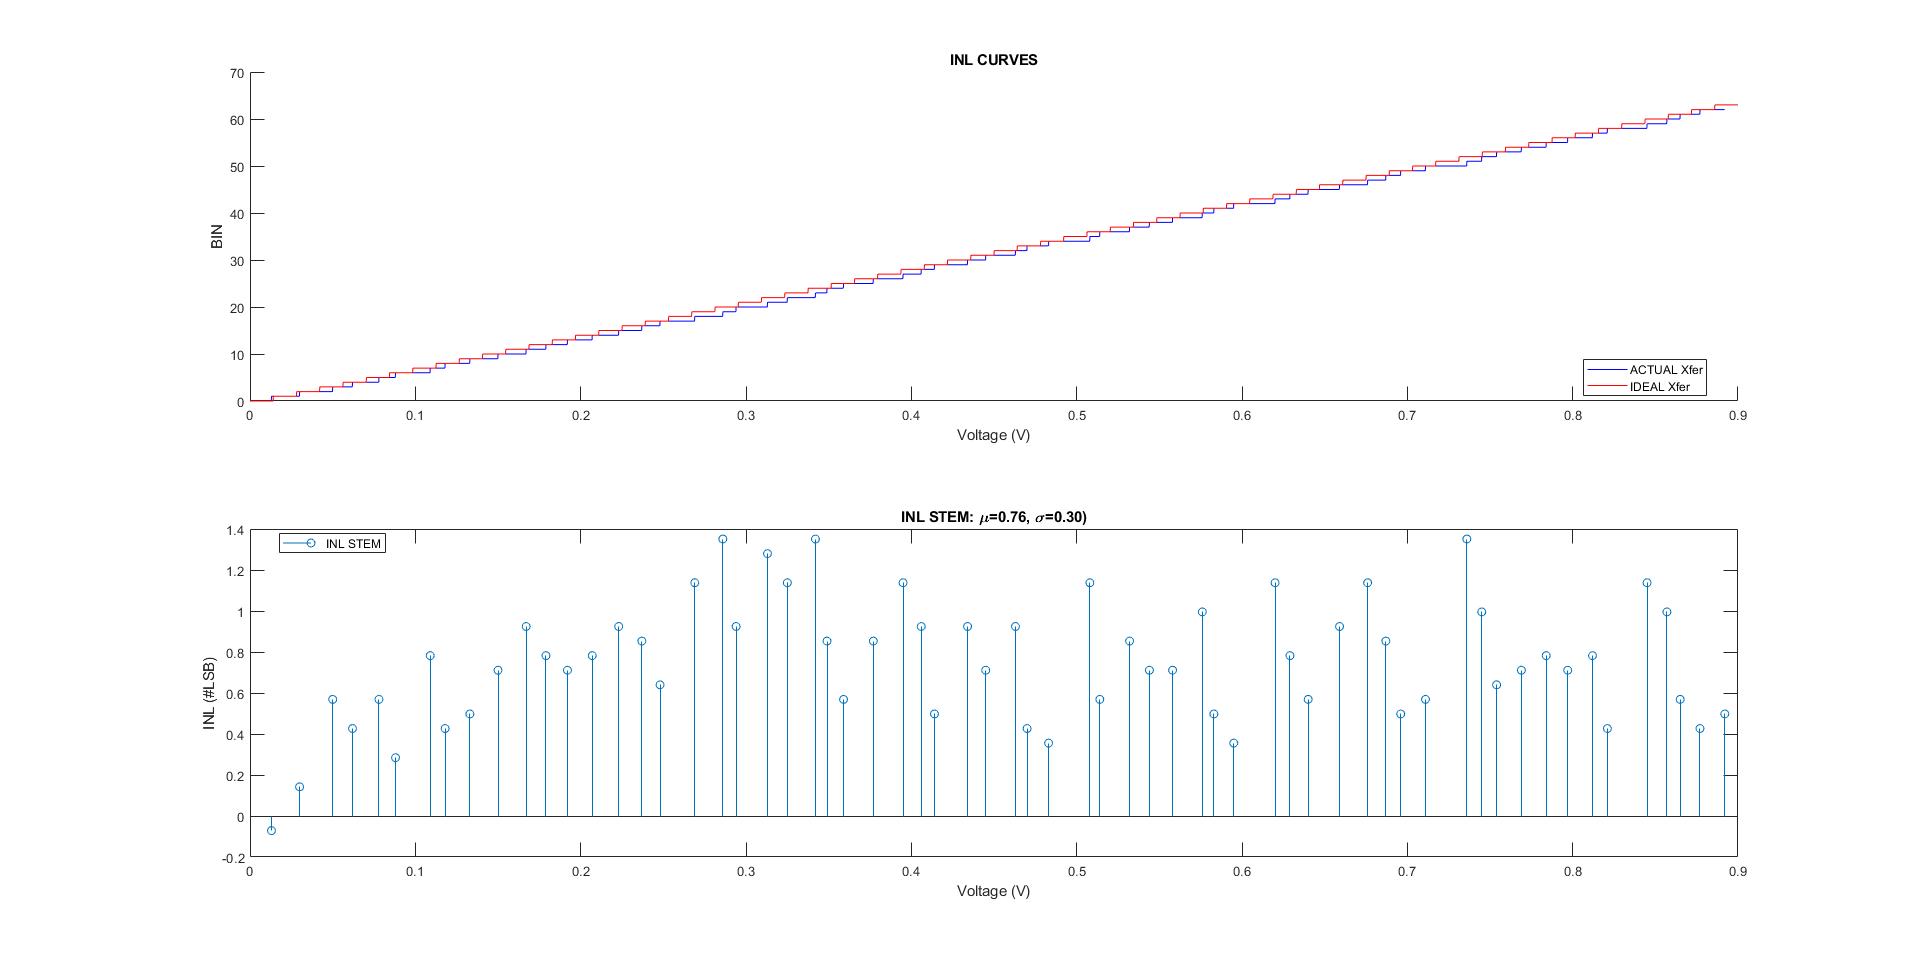 INL CURVES
70
60
50
40
30
20
10
0
BIN
ACTUAL Xfer
IDEAL Xfer
0 0.1 0.2 0.3 0.4 0.5 0.6 0.7 0.8 0.9
Voltage (V)
INL STEM: μ=0.76, σ=0.30)
INL STEM
1.4
1.2
1
0.8
0.6
0.4
0.2
0
-0.2
INL (#LSB)
0 0.1 0.2 0.3 0.4 0.5 0.6 0.7 0.8 0.9
Voltage (V)